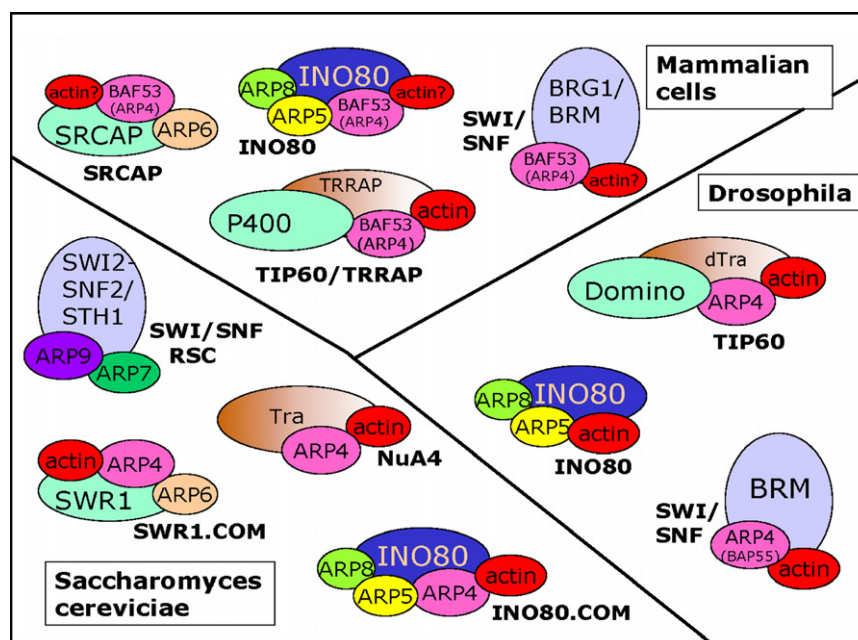 Mammalian
cells
actin?
BAF53
(ARP4)
SRCAP
ARP6
SRCAP
ARP8
INO80
actin?
ARP5
BAF53
(ARP4)
INO80
BRG1/
BRM
SWI/
SNF
BAF53
(ARP4)
actin?
TRRAP
P400
actin
BAF53
(ARP4)
TIP60/TRRAP
Drosophila
dTra
Domino
actin
ARP4
TIP60
ARP8
INO80
ARP5
actin
INO80
BRM
SWI/
SNF
ARP4
(BAP55)
actin
SWI2-
SNF2/
STH1
SWI/SNF
RSC
ARP9
ARP7
Tra
actin
ARP4
NuA4
actin
ARP4
SWR1
ARP6
SWR1.COM
ARP8
INO80
actin
ARP5
ARP4
INO80.COM
Saccharomyces
cereviciae